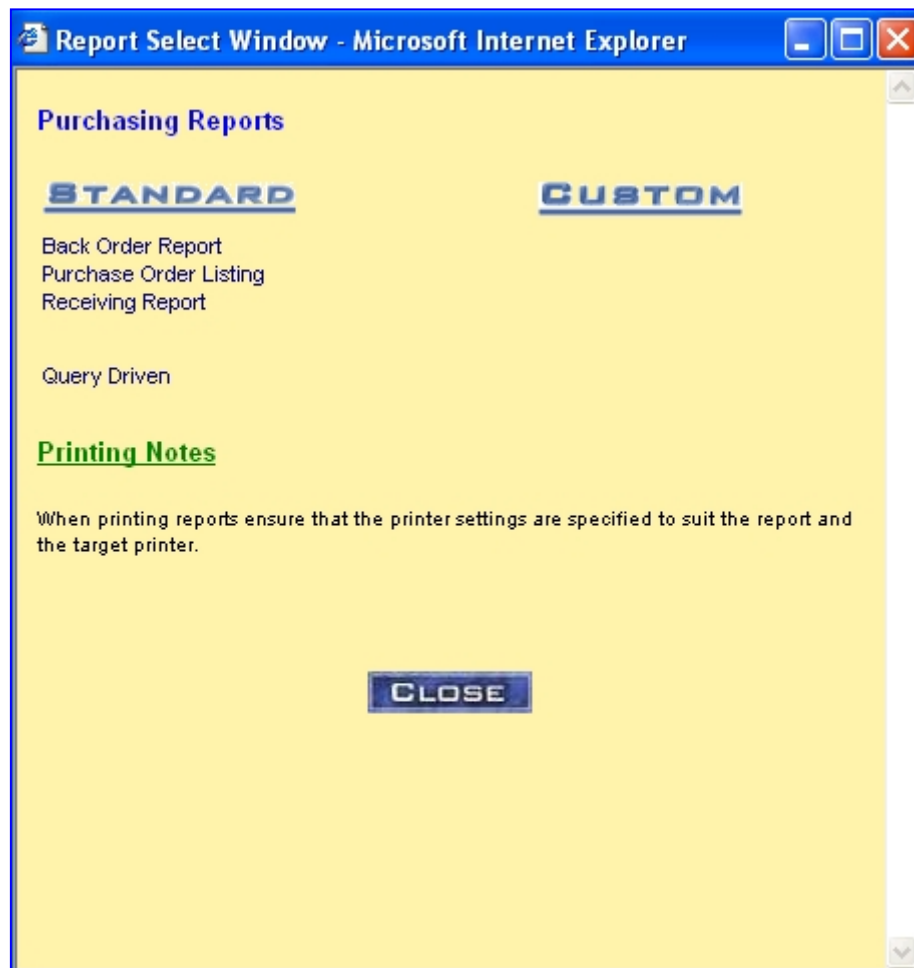 Report Select Window - Microsoft Internet Explorer
Purchasing Reports
STANDARD
CUSTOM
Back Order Report
Purchase Order Listing
Receiving Report
Query Driven
Printing Notes
When printing reports ensure that the printer settings are specified to suit the report and
the target printer.
CLOSE